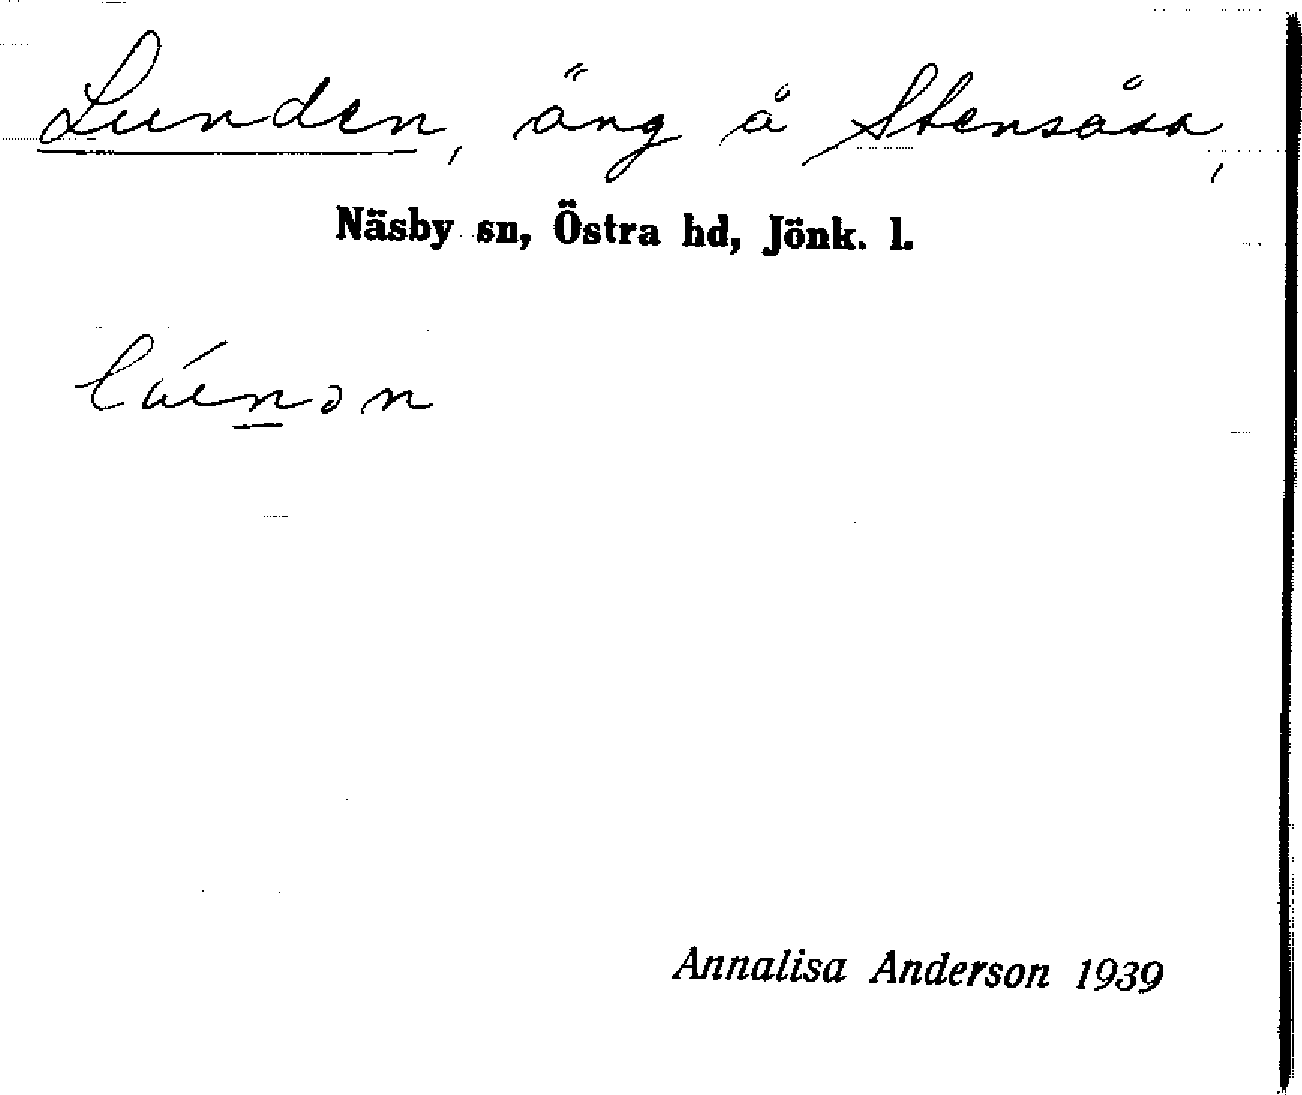 Lunden, äng å Stensåsa,
Näsby sn, Östra hd, Jönk. l.
Annalisa Anderson 1939